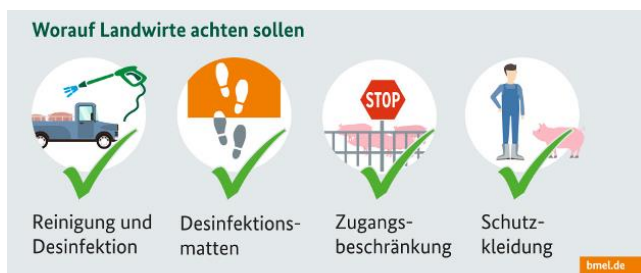 Worauf Landwirte achten sollen
STOP
Reinigung und
Desinfektion
Desinfektions-
matten
Zugangs-
beschränkung
Schutz-
kleidung
bmel.de